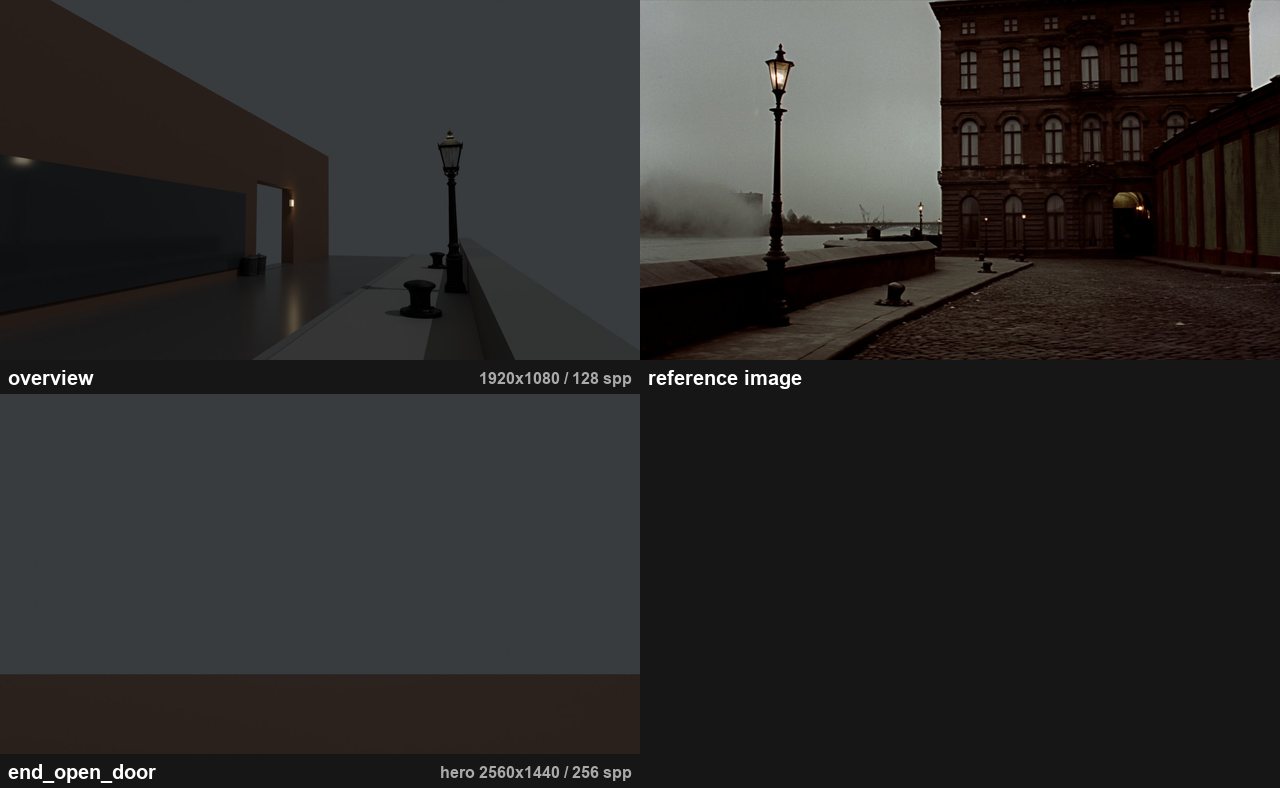 overview
1920x1080 / 128 spp
reference image
end_open_door
hero 2560x1440 / 256 spp